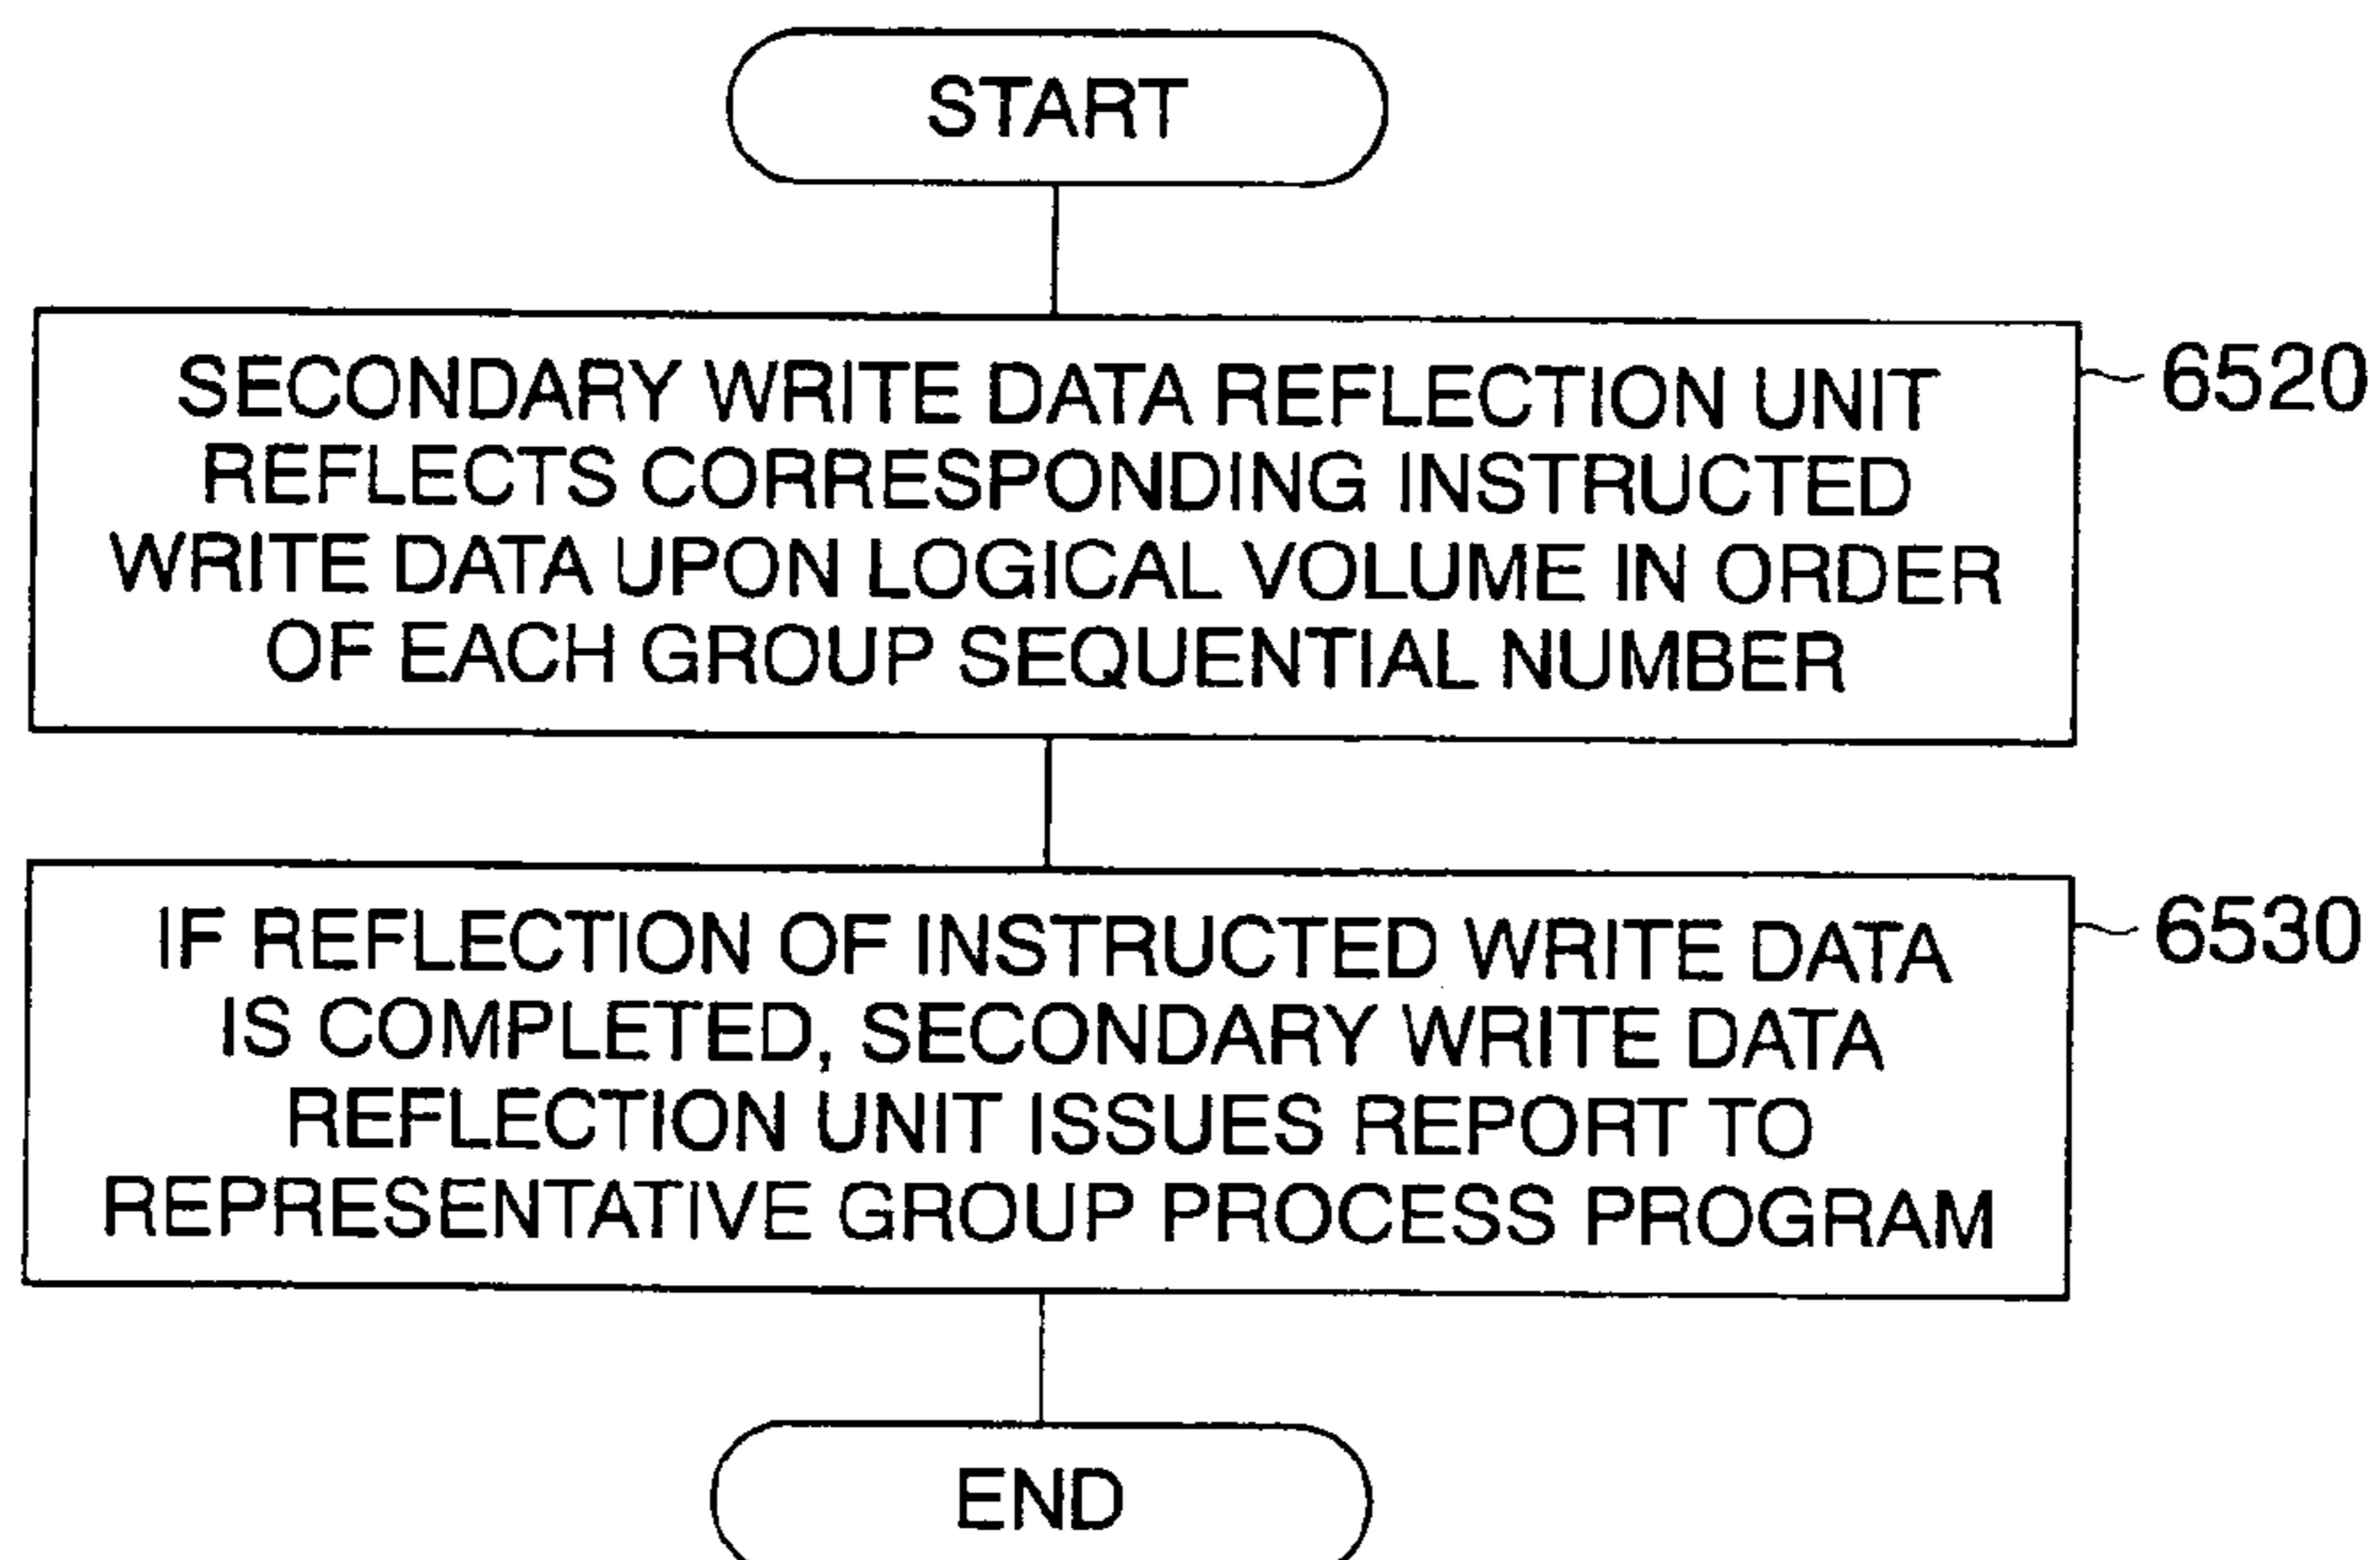 START
SECONDARY WRITE DATA REFLECTION UNIT
6520
REFLECTS CORRESPONDING INSTRUCTED
WRITE DATA UPON LOGICAL VOLUME IN ORDER
OF EACH GROUP SEQUENTIAL NUMBER
IF REFLECTION OF INSTRUCTED WRITE DATA
6530
IS COMPLETED, SECONDARY WRITE DATA
REFLECTION UNIT ISSUES REPORT TO
REPRESENTATIVE GROUP PROCESS PROGRAM
END